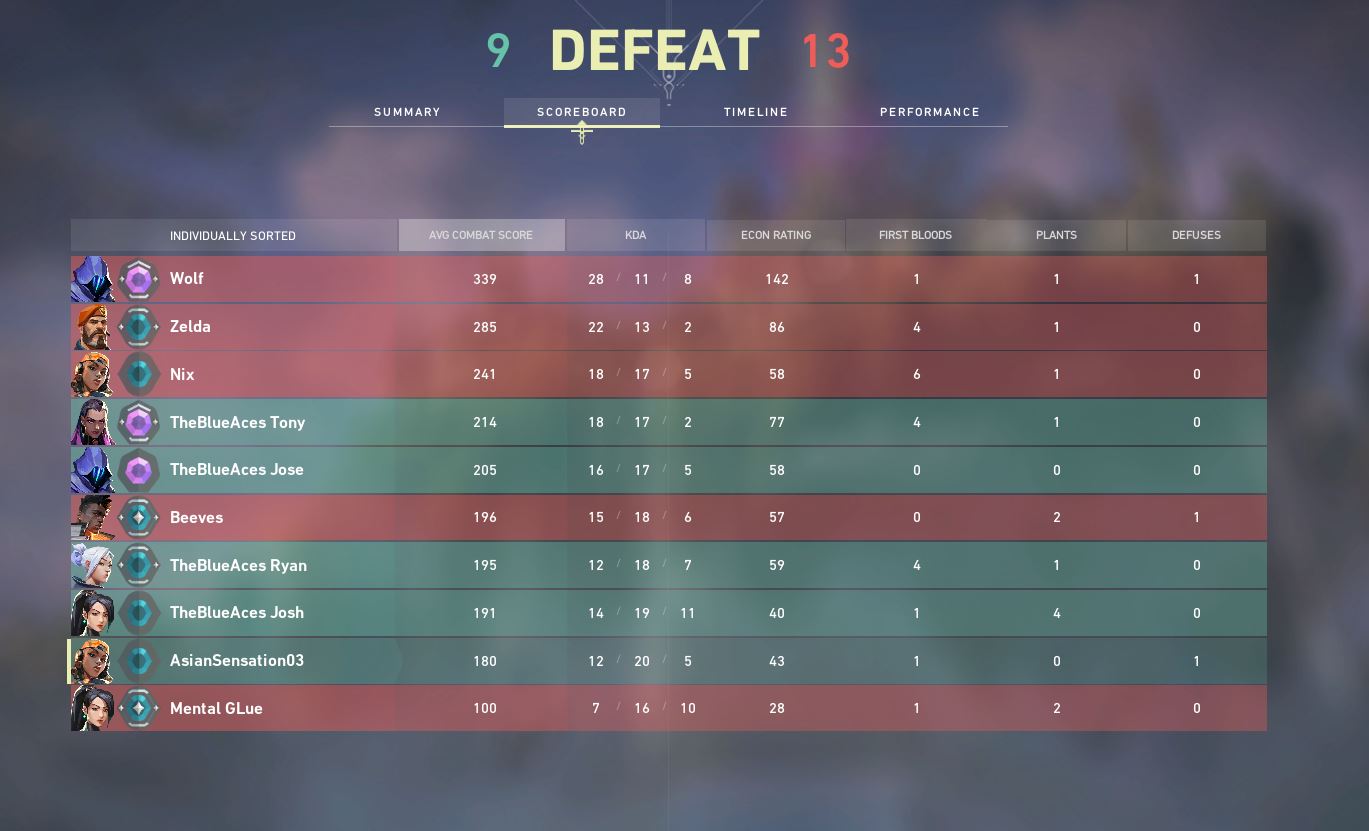 9 DEFEAT 13
SUMMARY SCOREBOARD TIMELINE PERFORMANCE
INDIVIDUALLY SORTED AVG COMBAT SCORE KDA ECON RATING FIRST BLOODS PLANTS DEFUSES
Wolf 339 28 / 11 / 8 142 1 1 1
Zelda 285 22 / 13 / 2 86 4 1 0
Nix 241 18 / 17 / 5 58 6 1 0
TheBlueAces Tony 214 18 / 17 / 2 77 4 1 0
TheBlueAces Jose 205 16 / 17 / 5 58 0 0 0
Beeves 196 15 / 18 / 6 57 0 2 1
TheBlueAces Ryan 195 12 / 18 / 7 59 4 1 0
TheBlueAces Josh 191 14 / 19 / 11 40 1 4 0
AsianSensation03 180 12 / 20 / 5 43 1 0 1
Mental GLue 100 7 / 16 / 10 28 1 2 0